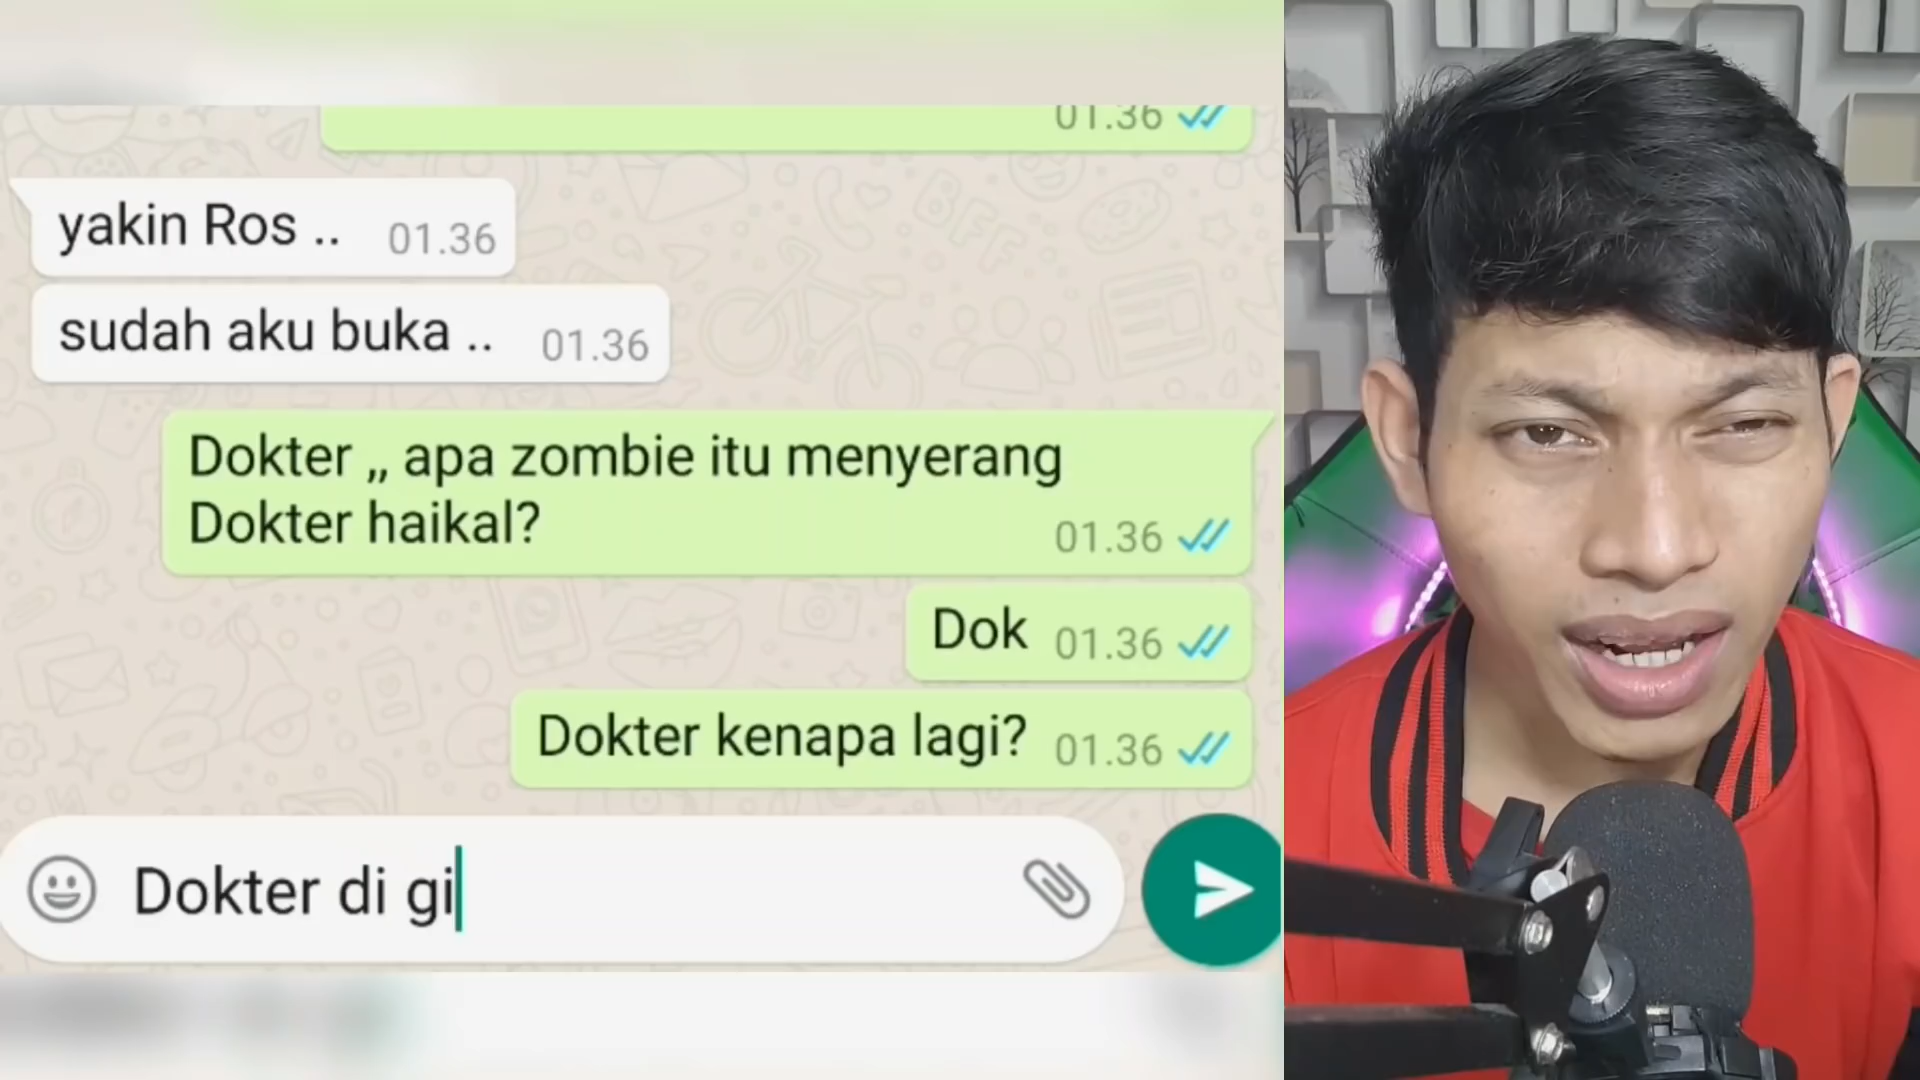 01.36
yakin Ros .. 01.36
sudah aku buka .. 01.36
Dokter ,, apa zombie itu menyerang
Dokter haikal? 01.36
Dok 01.36
Dokter kenapa lagi? 01.36
Dokter di gi